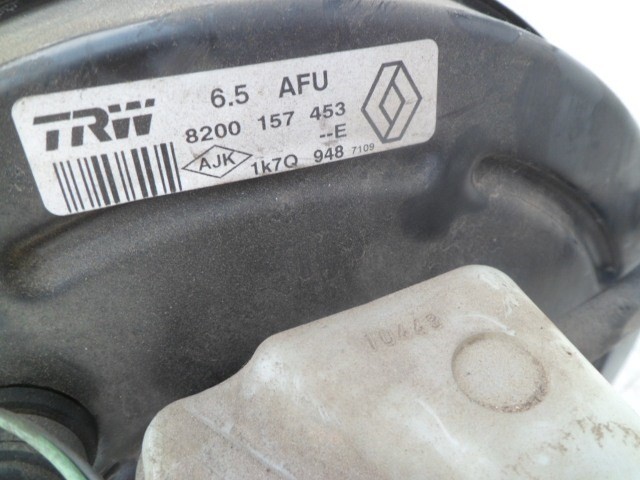 TRW 6.5 AFU
8200 157 453
--E
AJK 1k7Q 948 7109
10443